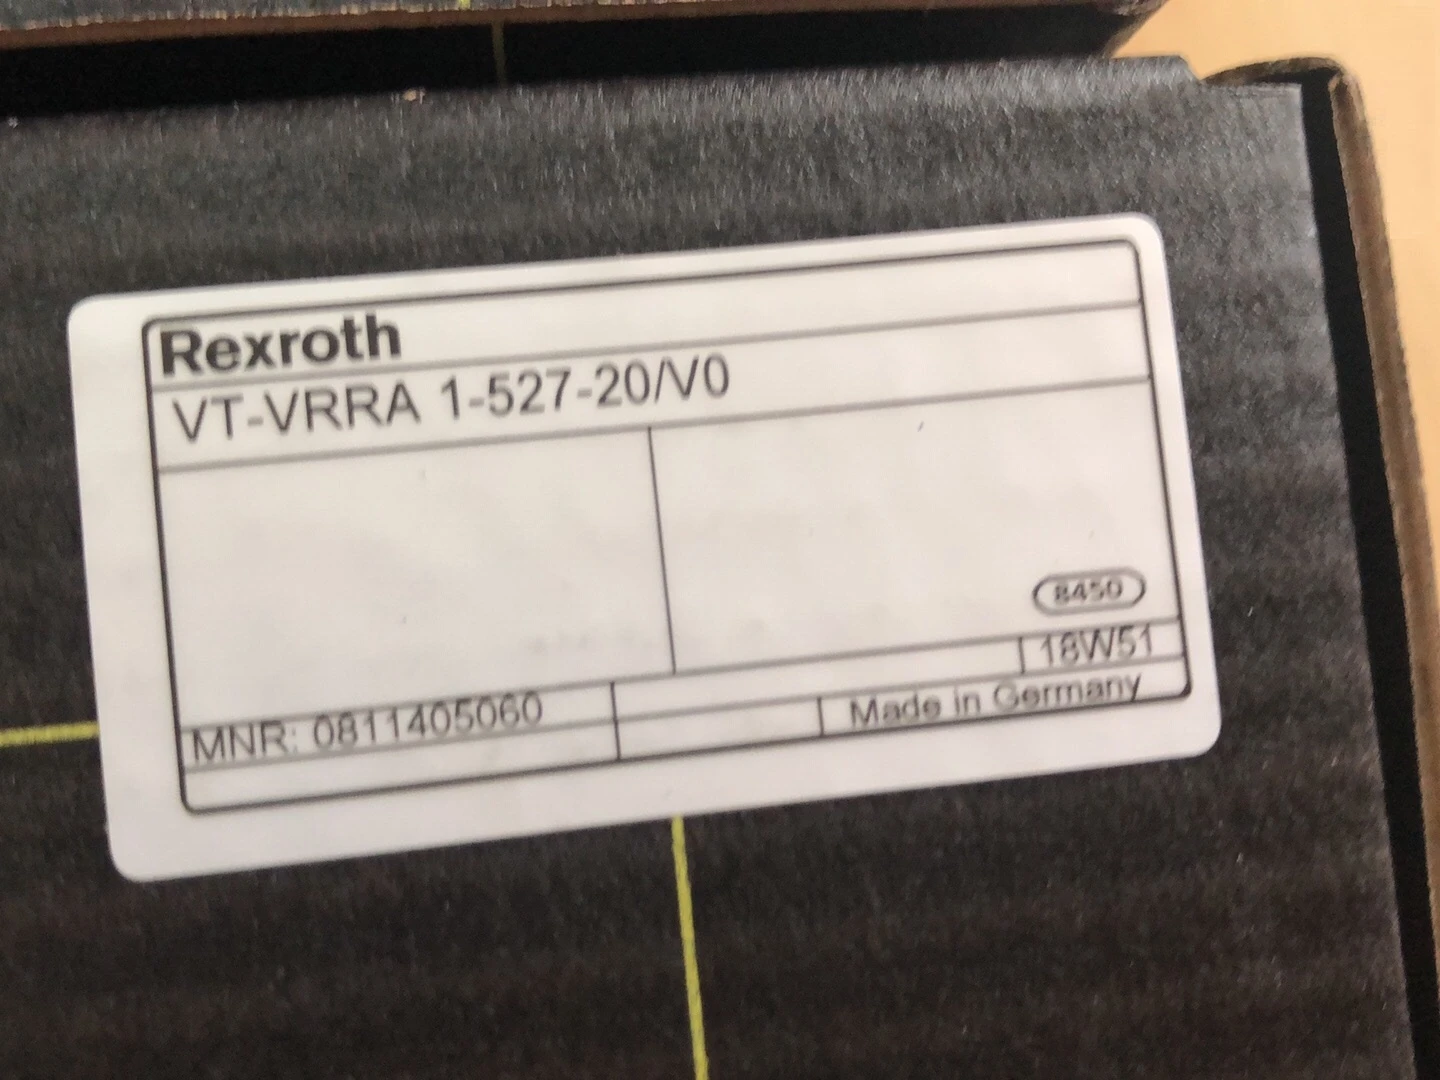 Rexroth
VT-VRRA 1-527-20/V0
8450
18W51
MNR: 0811405060
Made in Germany